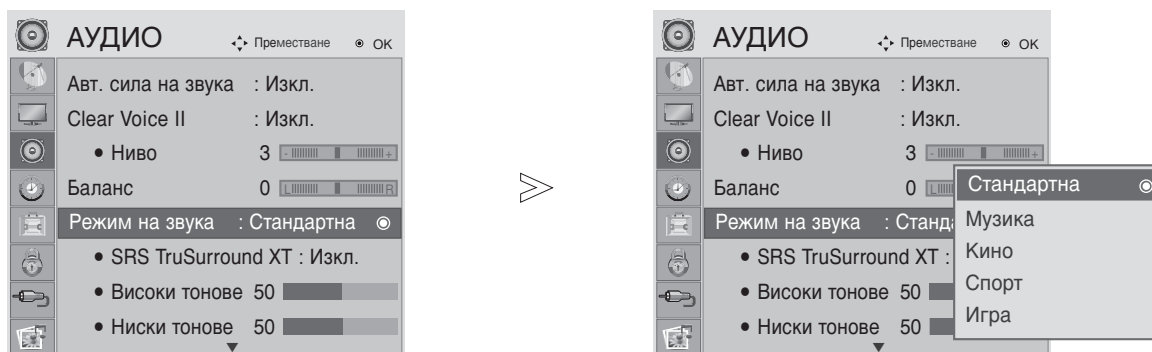 АУДИО Преместване OK
Авт. сила на звука : Изкл.
Clear Voice II : Изкл.
• Ниво 3 - +
Баланс 0 L R
Режим на звука : Стандартна
• SRS TruSurround XT : Изкл.
• Високи тонове 50
• Ниски тонове 50
АУДИО Преместване OK
Авт. сила на звука : Изкл.
Clear Voice II : Изкл.
• Ниво 3 - +
Баланс 0 L
Режим на звука :
• SRS TruSurround XT :
• Високи тонове 50
• Ниски тонове 50
Стандартна
Музика
Кино
Спорт
Игра